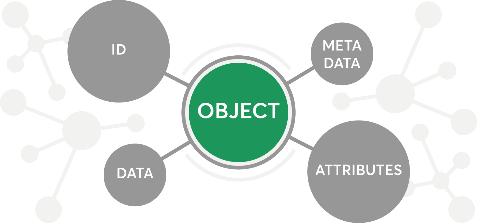 ID
META
DATA
OBJECT
DATA
ATTRIBUTES